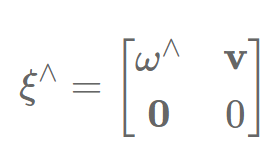 ξ^∧ = [ω^∧ 𝐯
𝟎 0]